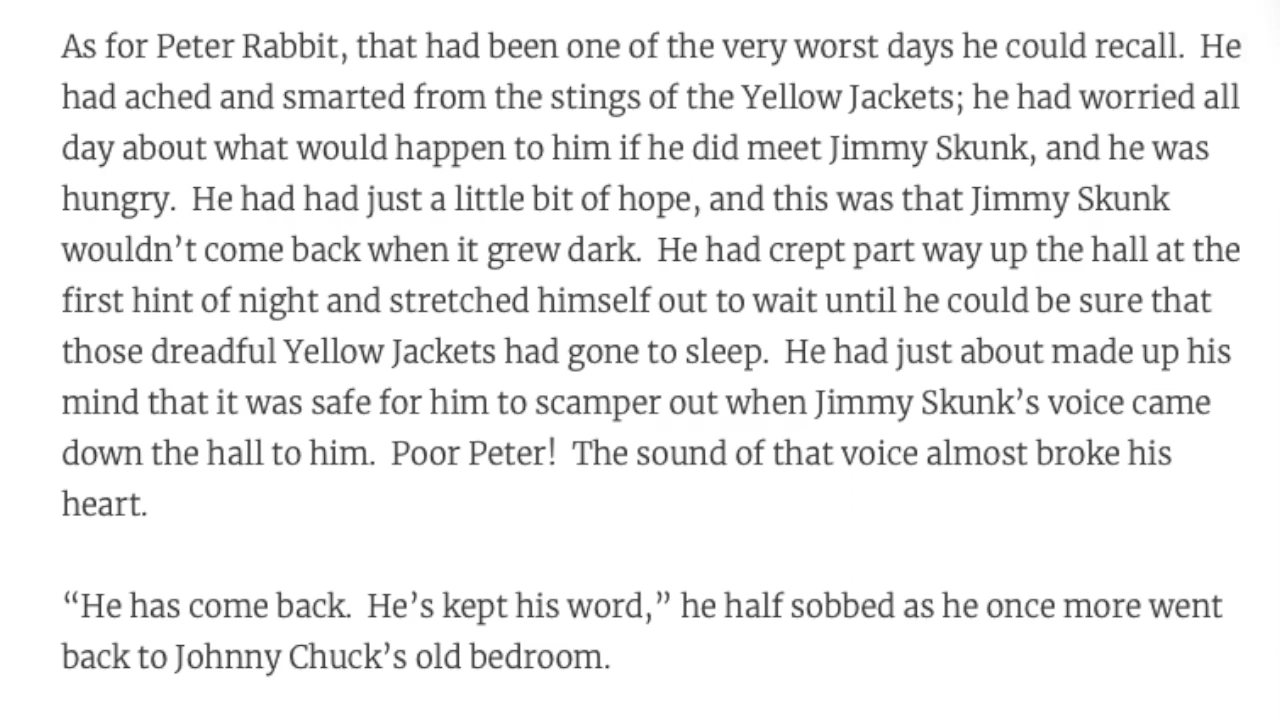 As for Peter Rabbit, that had been one of the very worst days he could recall.  He
had ached and smarted from the stings of the Yellow Jackets; he had worried all
day about what would happen to him if he did meet Jimmy Skunk, and he was
hungry.  He had had just a little bit of hope, and this was that Jimmy Skunk
wouldn’t come back when it grew dark.  He had crept part way up the hall at the
first hint of night and stretched himself out to wait until he could be sure that
those dreadful Yellow Jackets had gone to sleep.  He had just about made up his
mind that it was safe for him to scamper out when Jimmy Skunk’s voice came
down the hall to him.  Poor Peter!  The sound of that voice almost broke his
heart.
“He has come back.  He’s kept his word,” he half sobbed as he once more went
back to Johnny Chuck’s old bedroom.